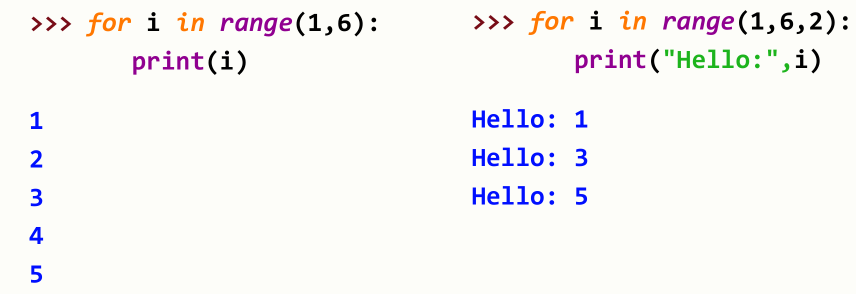 >>> for i in range(1,6):
print(i)
1
2
3
4
5
>>> for i in range(1,6,2):
print("Hello:",i)
Hello: 1
Hello: 3
Hello: 5